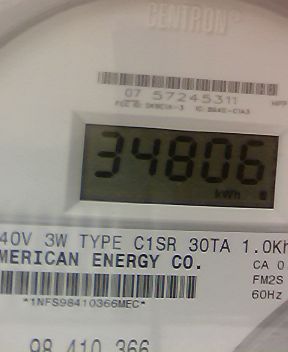 CENTRON®
07 57245311
34806
kWh
40V 3W TYPE C1SR 30TA 1.0Kh
MERICAN ENERGY CO.
CA 0
FM2S
60Hz
*1NFS98410366MEC*
98 410 366